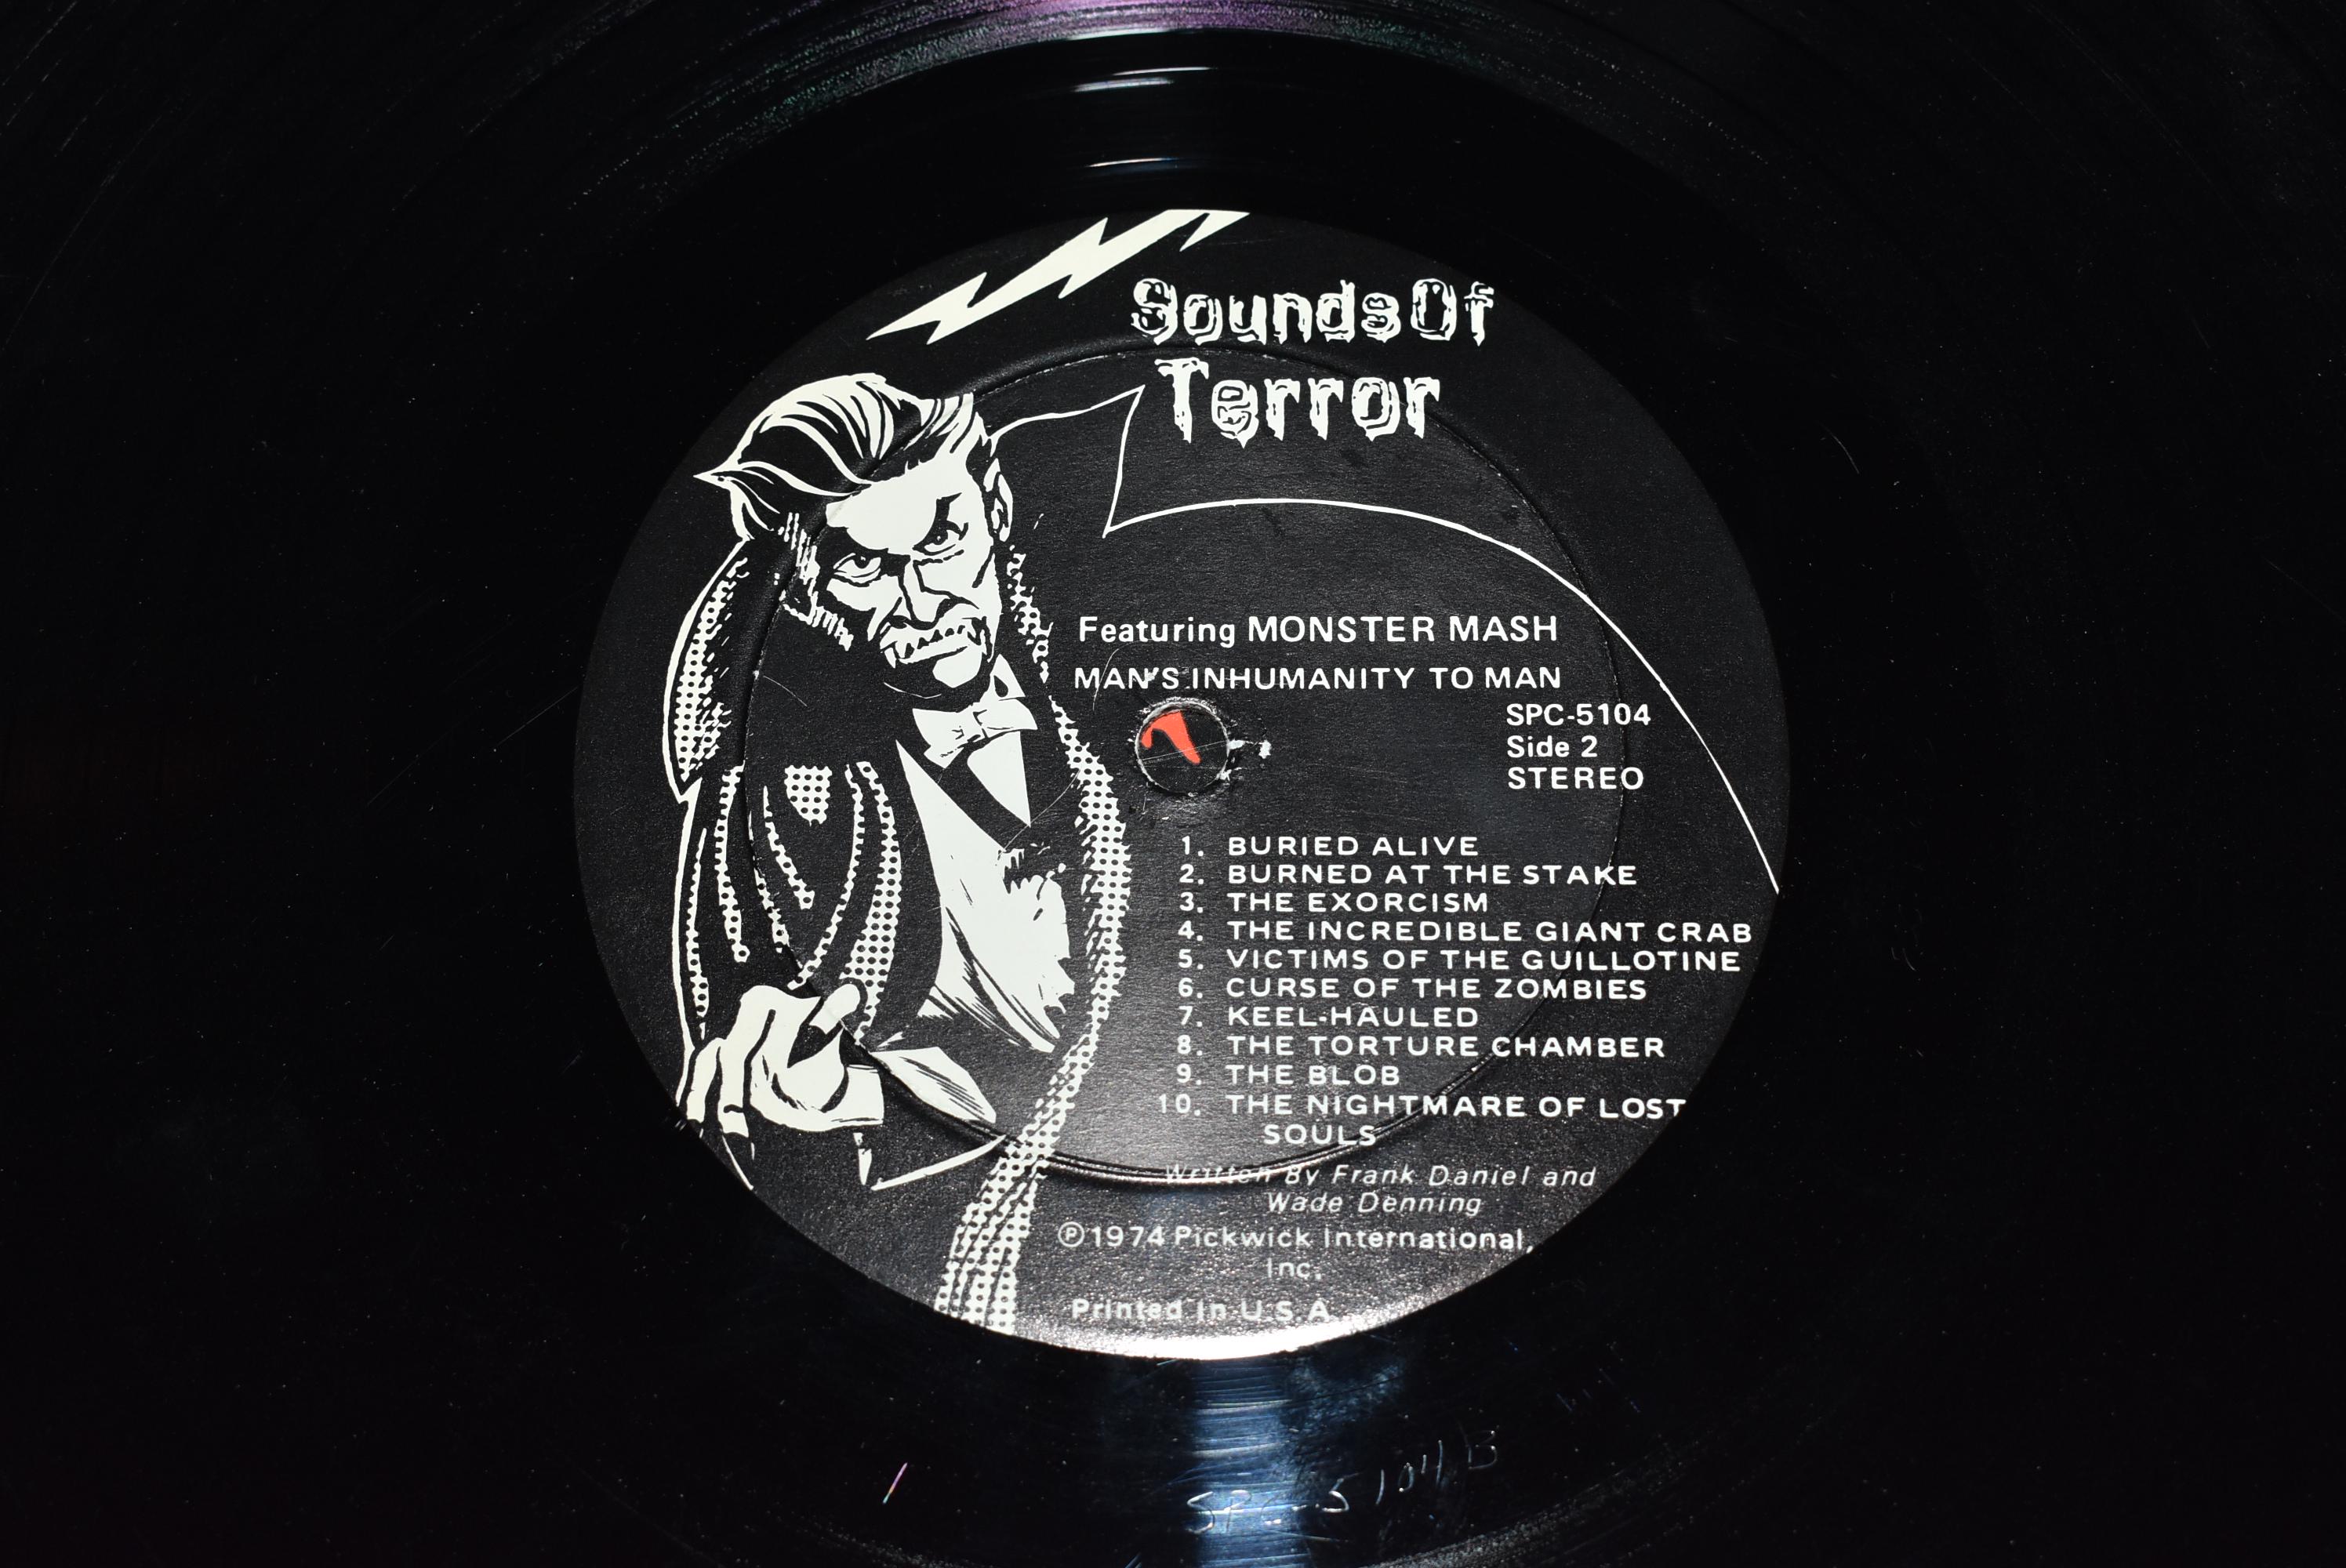 Sounds Of
Terror
Featuring MONSTER MASH
MAN'S INHUMANITY TO MAN
SPC-5104
Side 2
STEREO
1. BURIED ALIVE
2. BURNED AT THE STAKE
3. THE EXORCISM
4. THE INCREDIBLE GIANT CRAB
5. VICTIMS OF THE GUILLOTINE
6. CURSE OF THE ZOMBIES
7. KEEL-HAULED
8. THE TORTURE CHAMBER
9. THE BLOB
10. THE NIGHTMARE OF LOST
SOULS
Written By Frank Daniel and
Wade Denning
℗1974 Pickwick International,
Inc.
Printed in U.S.A.
SPC-5104B